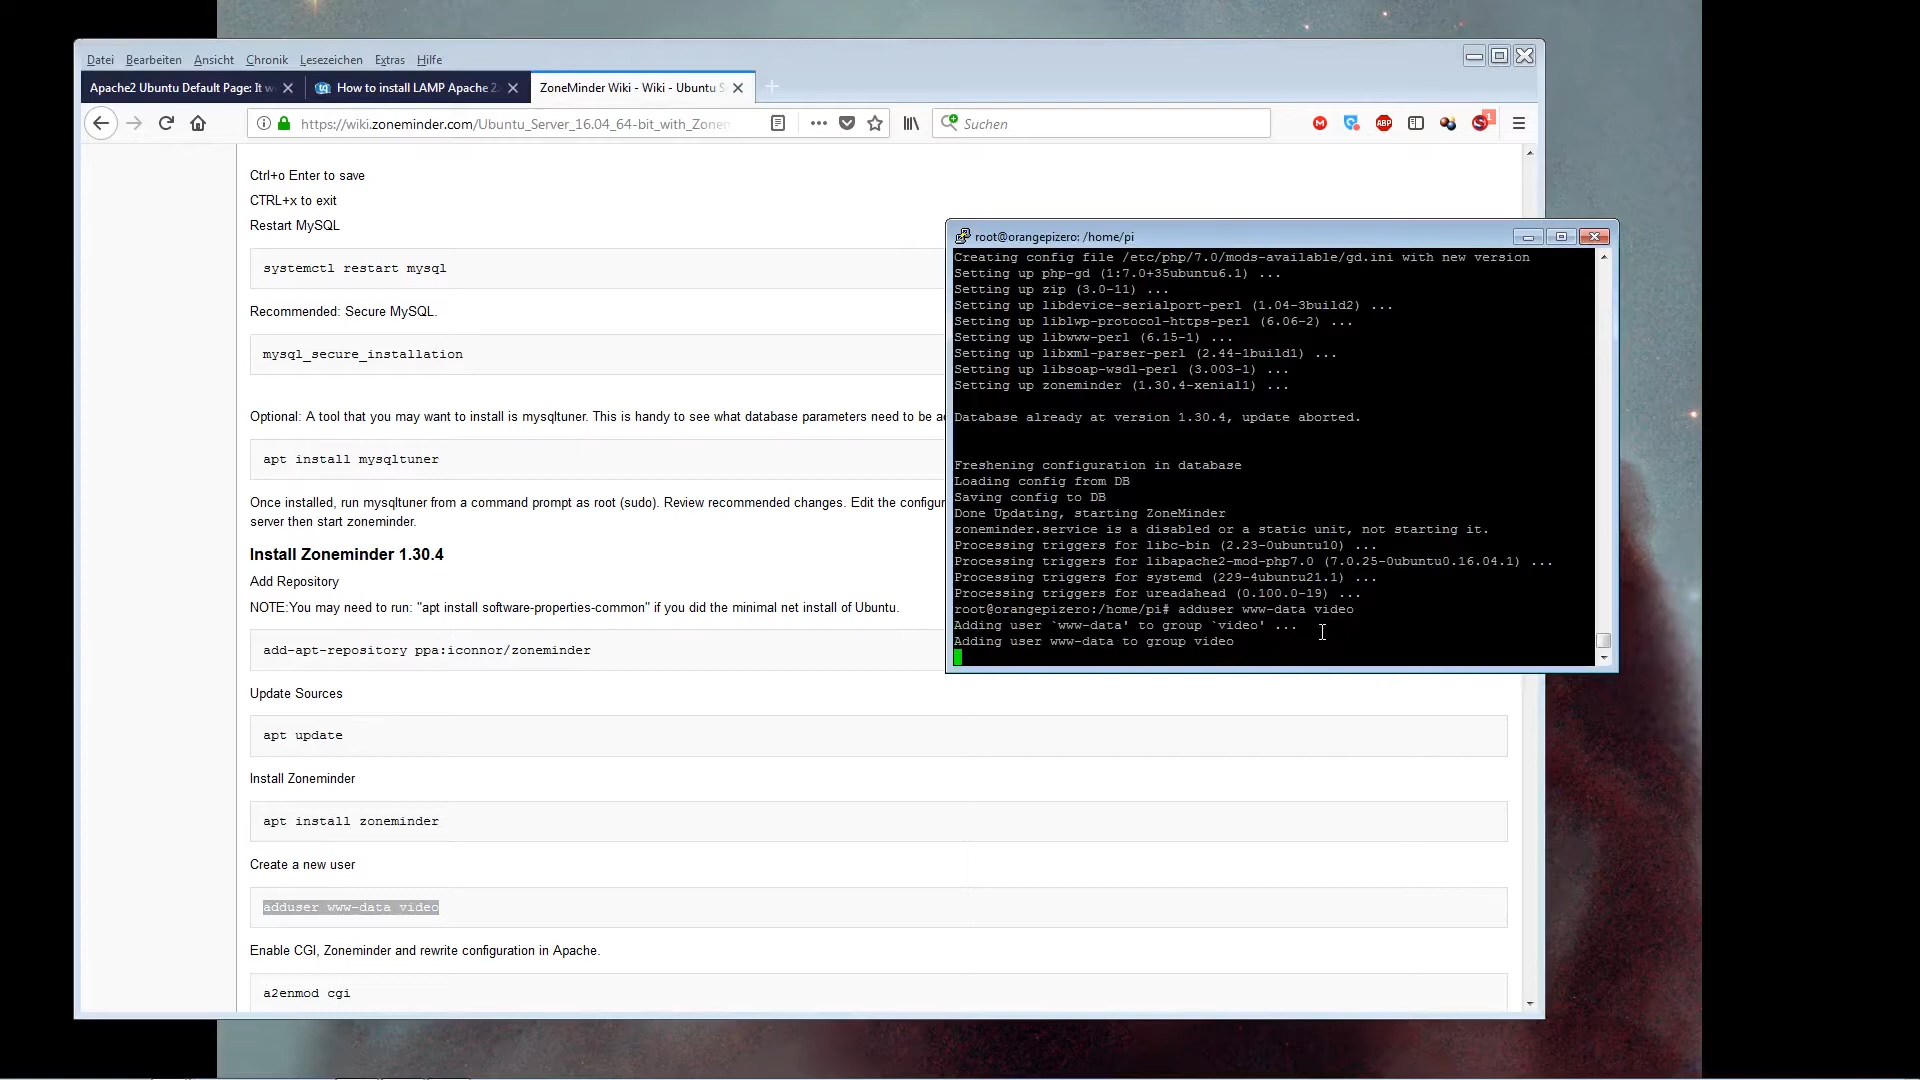 Datei Bearbeiten Ansicht Chronik Lesezeichen Extras Hilfe
Apache2 Ubuntu Default Page: It w
How to install LAMP Apache 2.
ZoneMinder Wiki - Wiki - Ubuntu S
https://wiki.zoneminder.com/Ubuntu_Server_16.04_64-bit_with_Zonem
Suchen
ABP
1
Ctrl+o Enter to save
CTRL+x to exit
Restart MySQL
systemctl restart mysql
Recommended: Secure MySQL.
mysql_secure_installation
Optional: A tool that you may want to install is mysqltuner. This is handy to see what database parameters need to be ad
apt install mysqltuner
Once installed, run mysqltuner from a command prompt as root (sudo). Review recommended changes. Edit the configur
server then start zoneminder.
Install Zoneminder 1.30.4
Add Repository
NOTE:You may need to run: "apt install software-properties-common" if you did the minimal net install of Ubuntu.
add-apt-repository ppa:iconnor/zoneminder
Update Sources
apt update
Install Zoneminder
apt install zoneminder
Create a new user
adduser www-data video
Enable CGI, Zoneminder and rewrite configuration in Apache.
a2enmod cgi
root@orangepizero: /home/pi
Creating config file /etc/php/7.0/mods-available/gd.ini with new version
Setting up php-gd (1:7.0+35ubuntu6.1) ...
Setting up zip (3.0-11) ...
Setting up libdevice-serialport-perl (1.04-3build2) ...
Setting up liblwp-protocol-https-perl (6.06-2) ...
Setting up libwww-perl (6.15-1) ...
Setting up libxml-parser-perl (2.44-1build1) ...
Setting up libsoap-wsdl-perl (3.003-1) ...
Setting up zoneminder (1.30.4-xenial1) ...
Database already at version 1.30.4, update aborted.
Freshening configuration in database
Loading config from DB
Saving config to DB
Done Updating, starting ZoneMinder
zoneminder.service is a disabled or a static unit, not starting it.
Processing triggers for libc-bin (2.23-0ubuntu10) ...
Processing triggers for libapache2-mod-php7.0 (7.0.25-0ubuntu0.16.04.1) ...
Processing triggers for systemd (229-4ubuntu21.1) ...
Processing triggers for ureadahead (0.100.0-19) ...
root@orangepizero:/home/pi# adduser www-data video
Adding user `www-data' to group `video' ...
Adding user www-data to group video